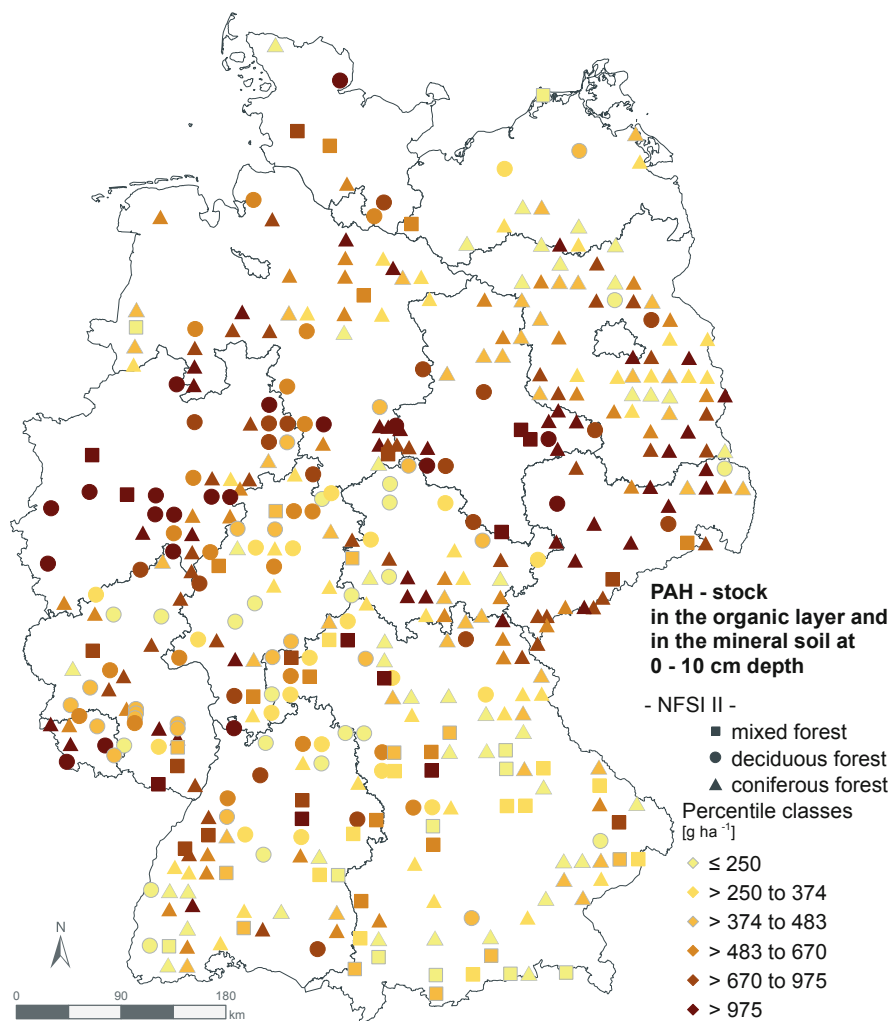 PAH - stock
in the organic layer and
in the mineral soil at
0 - 10 cm depth
- NFSI II -
mixed forest
deciduous forest
coniferous forest
Percentile classes
[g ha ⁻¹]
≤ 250
> 250 to 374
> 374 to 483
> 483 to 670
> 670 to 975
> 975
N
0 90 180
km